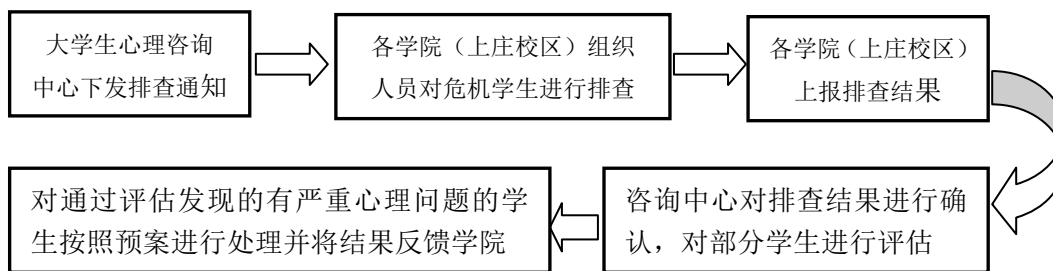 大学生心理咨询
中心下发排查通知
各学院（上庄校区）组织
人员对危机学生进行排查
各学院（上庄校区）
上报排查结果
咨询中心对排查结果进行确
认，对部分学生进行评估
对通过评估发现的有严重心理问题的学
生按照预案进行处理并将结果反馈学院